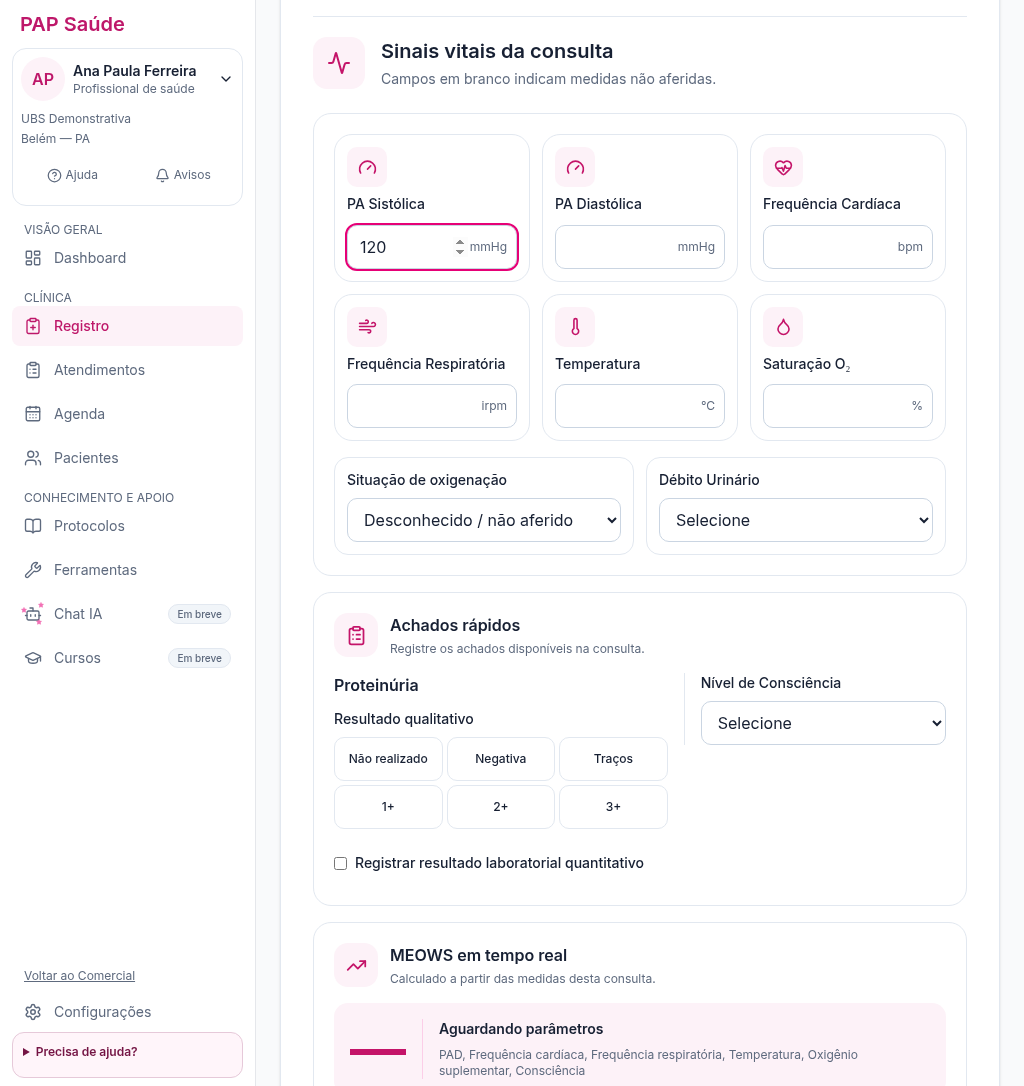 PAP Saúde
AP
Ana Paula Ferreira
Profissional de saúde
UBS Demonstrativa
Belém — PA
Ajuda
Avisos
VISÃO GERAL
Dashboard
CLÍNICA
Registro
Atendimentos
Agenda
Pacientes
CONHECIMENTO E APOIO
Protocolos
Ferramentas
Chat IA
Em breve
Cursos
Em breve
Voltar ao Comercial
Configurações
Precisa de ajuda?
Sinais vitais da consulta
Campos em branco indicam medidas não aferidas.
PA Sistólica
120 mmHg
PA Diastólica
mmHg
Frequência Cardíaca
bpm
Frequência Respiratória
irpm
Temperatura
°C
Saturação O₂
%
Situação de oxigenação
Desconhecido / não aferido
Débito Urinário
Selecione
Achados rápidos
Registre os achados disponíveis na consulta.
Proteinúria
Resultado qualitativo
Não realizado
Negativa
Traços
1+
2+
3+
Registrar resultado laboratorial quantitativo
Nível de Consciência
Selecione
MEOWS em tempo real
Calculado a partir das medidas desta consulta.
Aguardando parâmetros
PAD, Frequência cardíaca, Frequência respiratória, Temperatura, Oxigênio
suplementar, Consciência